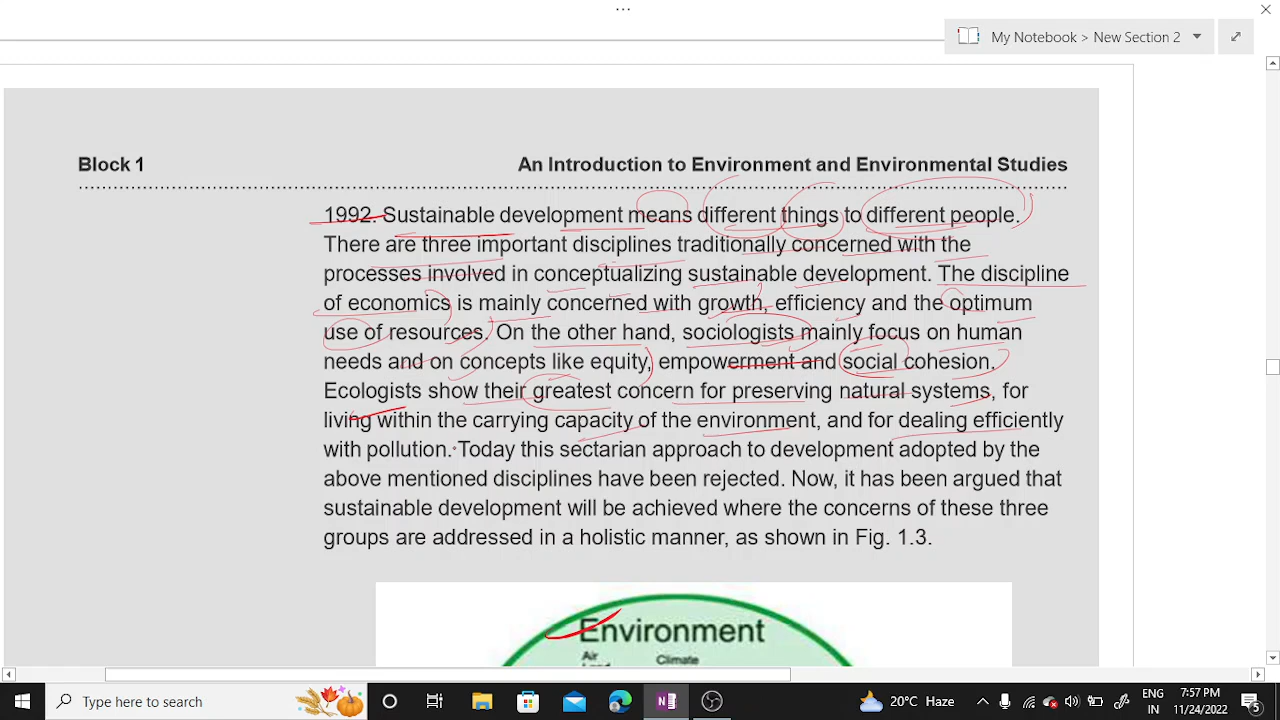 ...
My Notebook > New Section 2
Block 1
An Introduction to Environment and Environmental Studies
1992. Sustainable development means different things to different people.
There are three important disciplines traditionally concerned with the
processes involved in conceptualizing sustainable development. The discipline
of economics is mainly concerned with growth, efficiency and the optimum
use of resources. On the other hand, sociologists mainly focus on human
needs and on concepts like equity, empowerment and social cohesion.
Ecologists show their greatest concern for preserving natural systems, for
living within the carrying capacity of the environment, and for dealing efficiently
with pollution. Today this sectarian approach to development adopted by the
above mentioned disciplines have been rejected. Now, it has been argued that
sustainable development will be achieved where the concerns of these three
groups are addressed in a holistic manner, as shown in Fig. 1.3.
Environment
Air
Climate
Land
Type here to search
20°C Haze
ENG
IN
7:57 PM
11/24/2022
5